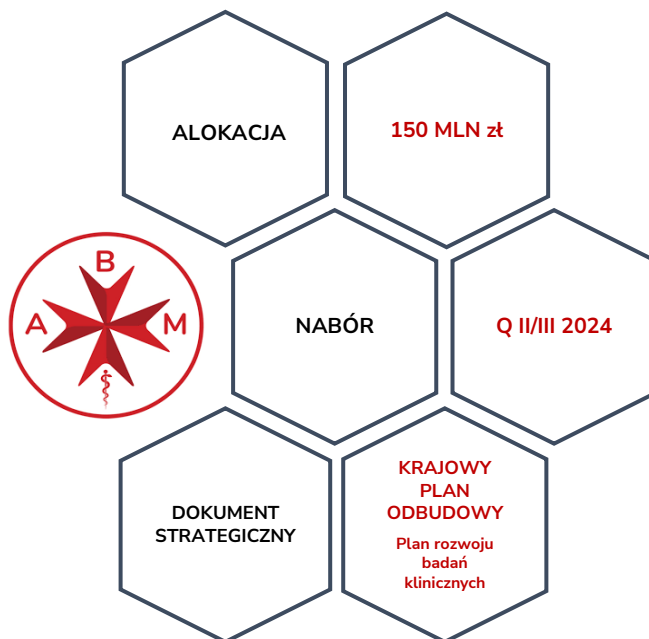 ALOKACJA
150 MLN zł
B
A
M
NABÓR
Q II/III 2024
DOKUMENT
STRATEGICZNY
KRAJOWY
PLAN
ODBUDOWY
Plan rozwoju
badań
klinicznych